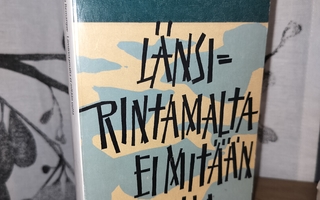 LÄNSI=
RINTAMALTA
EI MITÄÄN